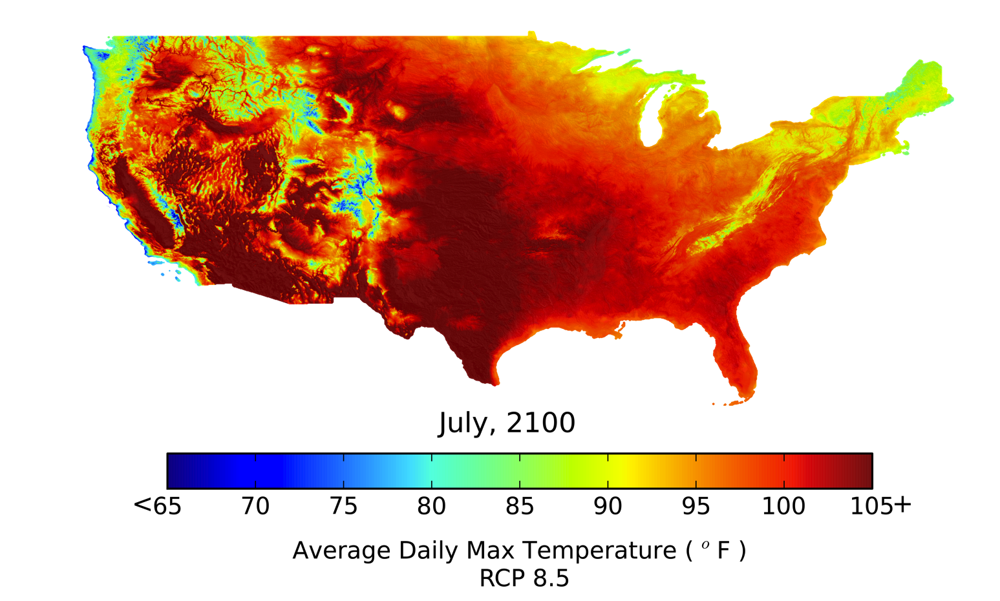 July, 2100
<65 70 75 80 85 90 95 100 105+
Average Daily Max Temperature ( ° F )
RCP 8.5